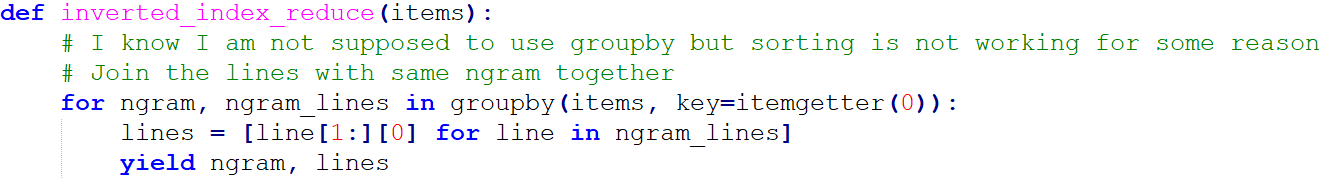 def inverted_index_reduce(items):
    # I know I am not supposed to use groupby but sorting is not working for some reason
    # Join the lines with same ngram together
    for ngram, ngram_lines in groupby(items, key=itemgetter(0)):
        lines = [line[1:][0] for line in ngram_lines]
        yield ngram, lines